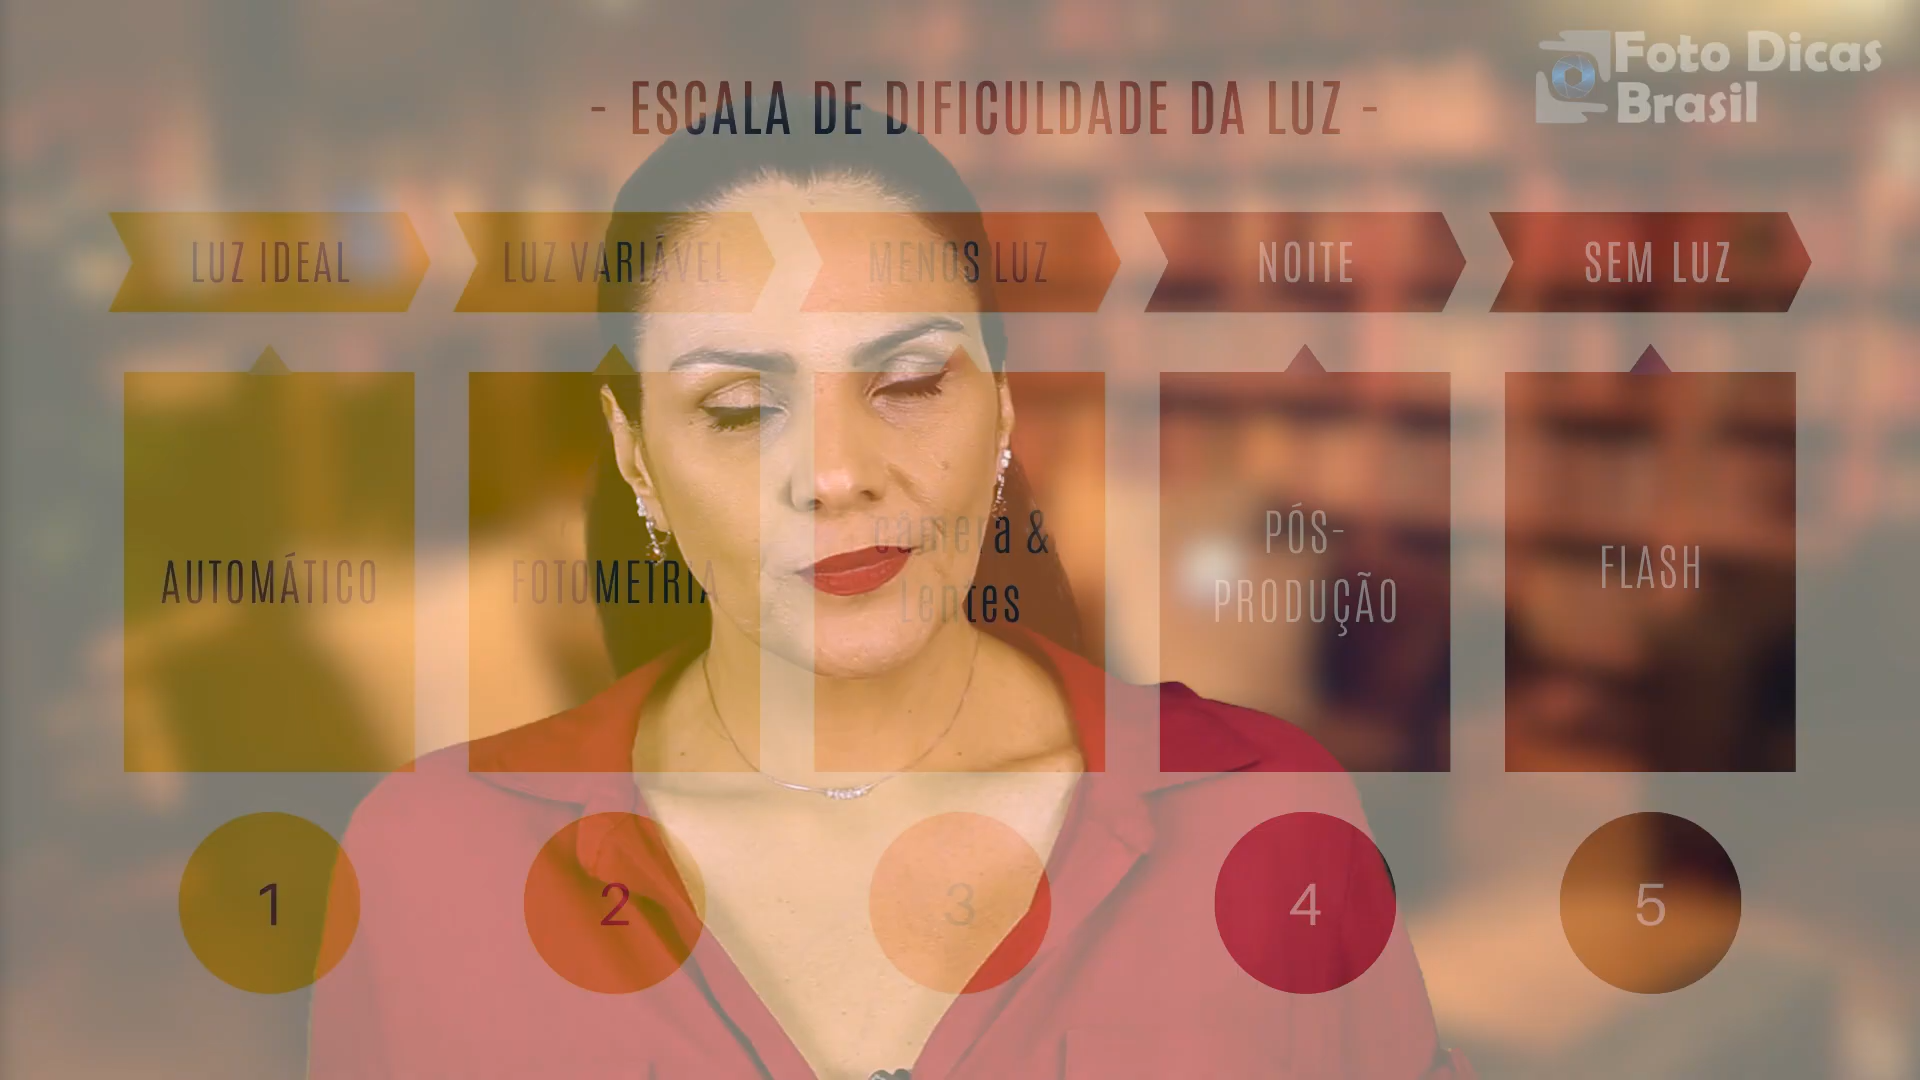 Foto Dicas
Brasil
- ESCALA DE DIFICULDADE DA LUZ -
LUZ IDEAL
LUZ VARIÁVEL
MENOS LUZ
NOITE
SEM LUZ
AUTOMÁTICO
FOTOMETRIA
câmera &
lentes
PÓS-
PRODUÇÃO
FLASH
1
2
3
4
5